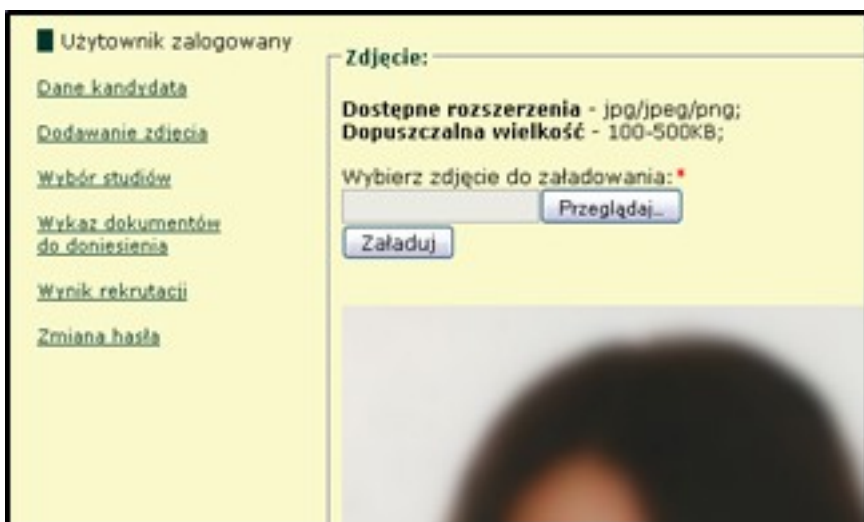 Użytownik zalogowany
Dane kandydata
Dodawanie zdjęcia
Wybór studiów
Wykaz dokumentów
do doniesienia
Wynik rekrutacji
Zmiana hasła
Zdjęcie:
Dostępne rozszerzenia - jpg/jpeg/png;
Dopuszczalna wielkość - 100-500KB;
Wybierz zdjęcie do załadowania:*
Przeglądaj...
Załaduj